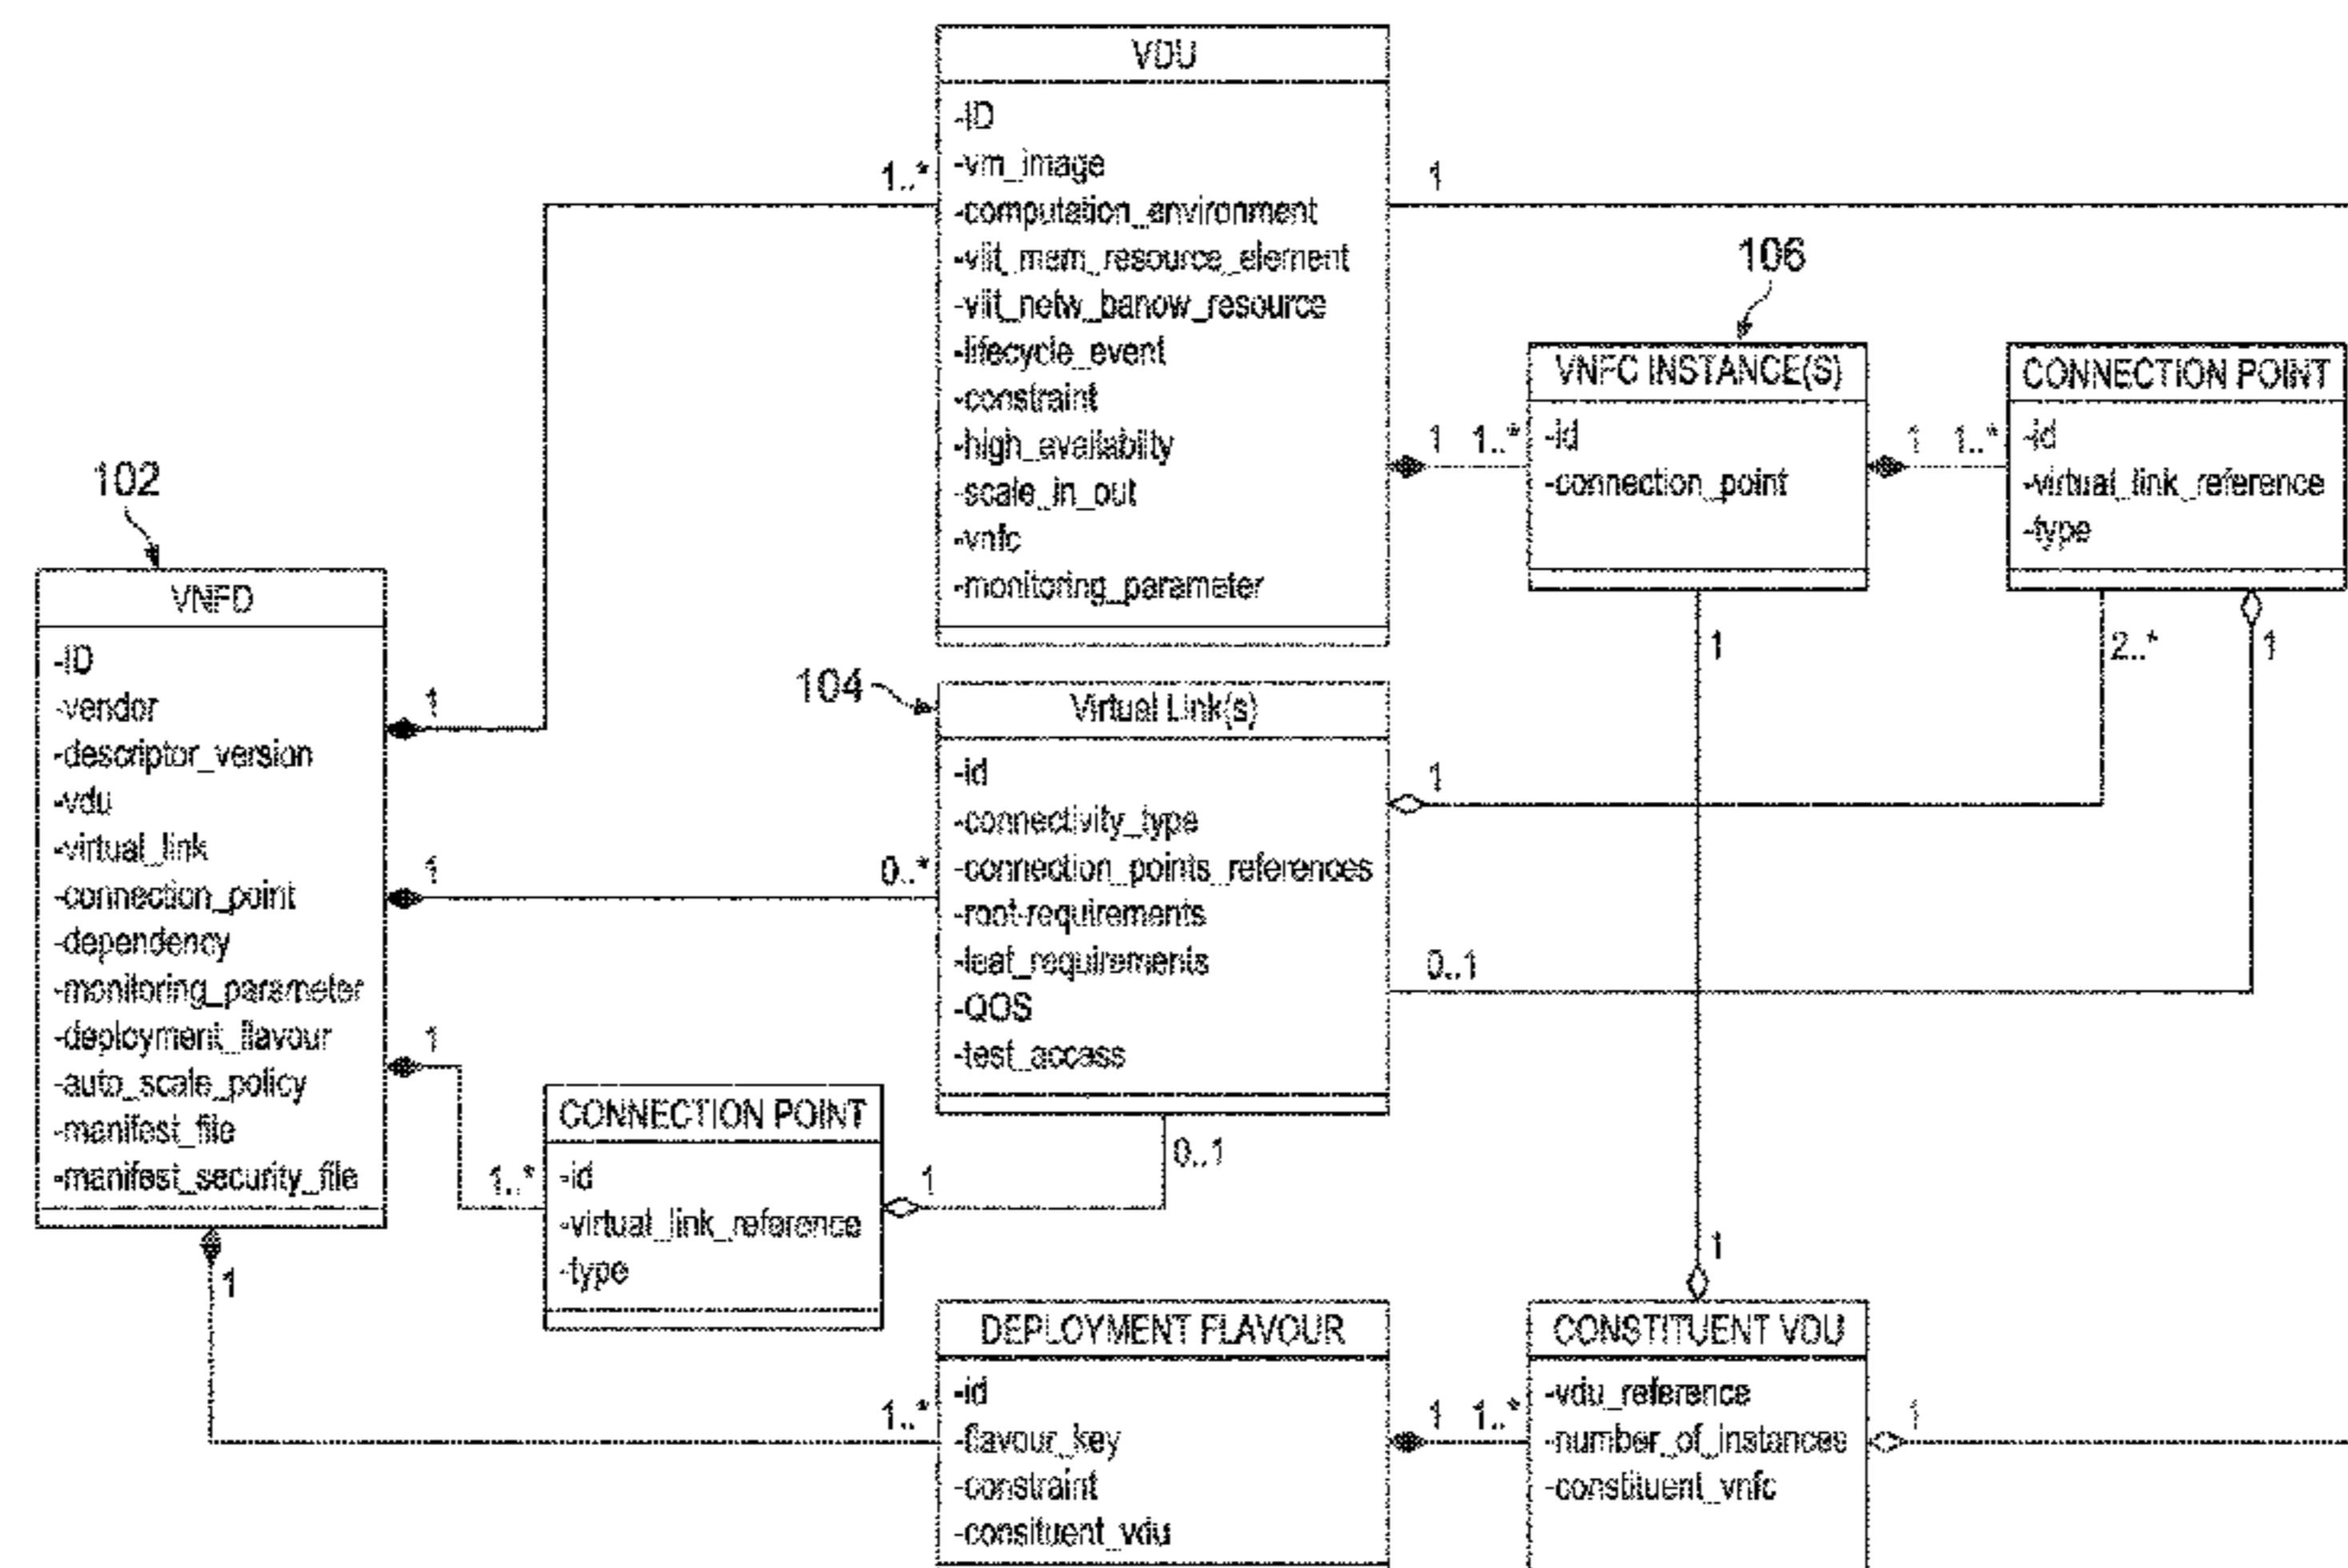 VDU
-ID
-vm_image
-computation_environment
-vlit_mam_resource_element
-vlit_netw_banow_resource
-lifecycle_event
-constraint
-high_availabilty
-scale_in_out
-vnfc
-monitoring_parameter
1..*
1
106
VNFC INSTANCE(S)
-id
-connection_point
1
1..*
CONNECTION POINT
-id
-virtual_link_reference
-type
1
1..*
102
VNFD
-ID
-vendor
-descriptor_version
-vdu
-virtual_link
-connection_point
-dependency
-monitoring_parameter
-deployment_flavour
-auto_scale_policy
-manifest_file
-manifest_security_file
1
1
1
1
104
Virtual Link(s)
-id
-connectivity_type
-connection_points_references
-root-requirements
-leaf_requirements
-QOS
-test_access
0..*
1
2..*
1
0..1
1
1
CONNECTION POINT
-id
-virtual_link_reference
-type
1..*
1
0..1
DEPLOYMENT FLAVOUR
-id
-flavour_key
-constraint
-consituent_vdu
1..*
1
1..*
CONSTITUENT VDU
-vdu_reference
-number_of_instances
-constituent_vnfc
1